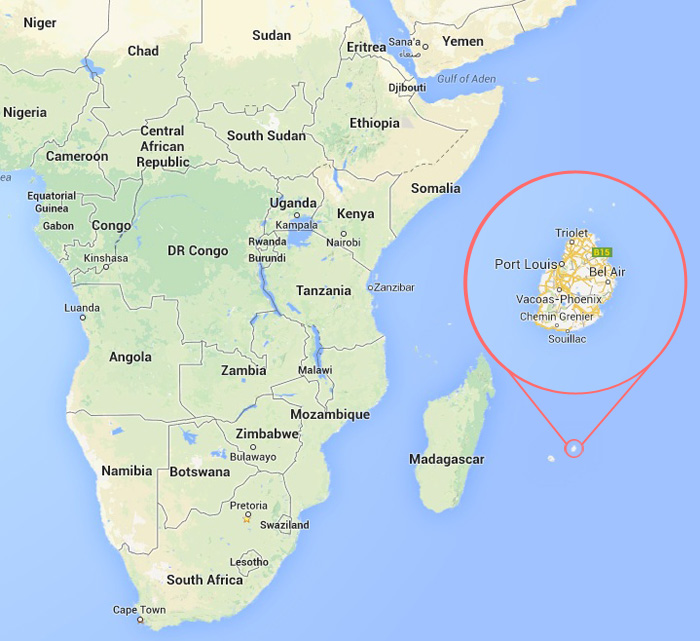 Niger
Chad
Sudan
Eritrea
Sana'a
صنعاء
Yemen
Gulf of Aden
Djibouti
Nigeria
Central
African
Republic
South Sudan
Ethiopia
Cameroon
ea
Somalia
Equatorial
Guinea
Gabon
Congo
Uganda
Kampala
Kenya
Nairobi
Kinshasa
DR Congo
Rwanda
Burundi
Tanzania
Zanzibar
Luanda
Angola
Zambia
Malawi
Mozambique
Zimbabwe
Bulawayo
Namibia
Botswana
Madagascar
Pretoria
Swaziland
Lesotho
South Africa
Cape Town
Triolet
B15
Port Louis
Bel Air
Vacoas-Phoenix
Chemin Grenier
Souillac